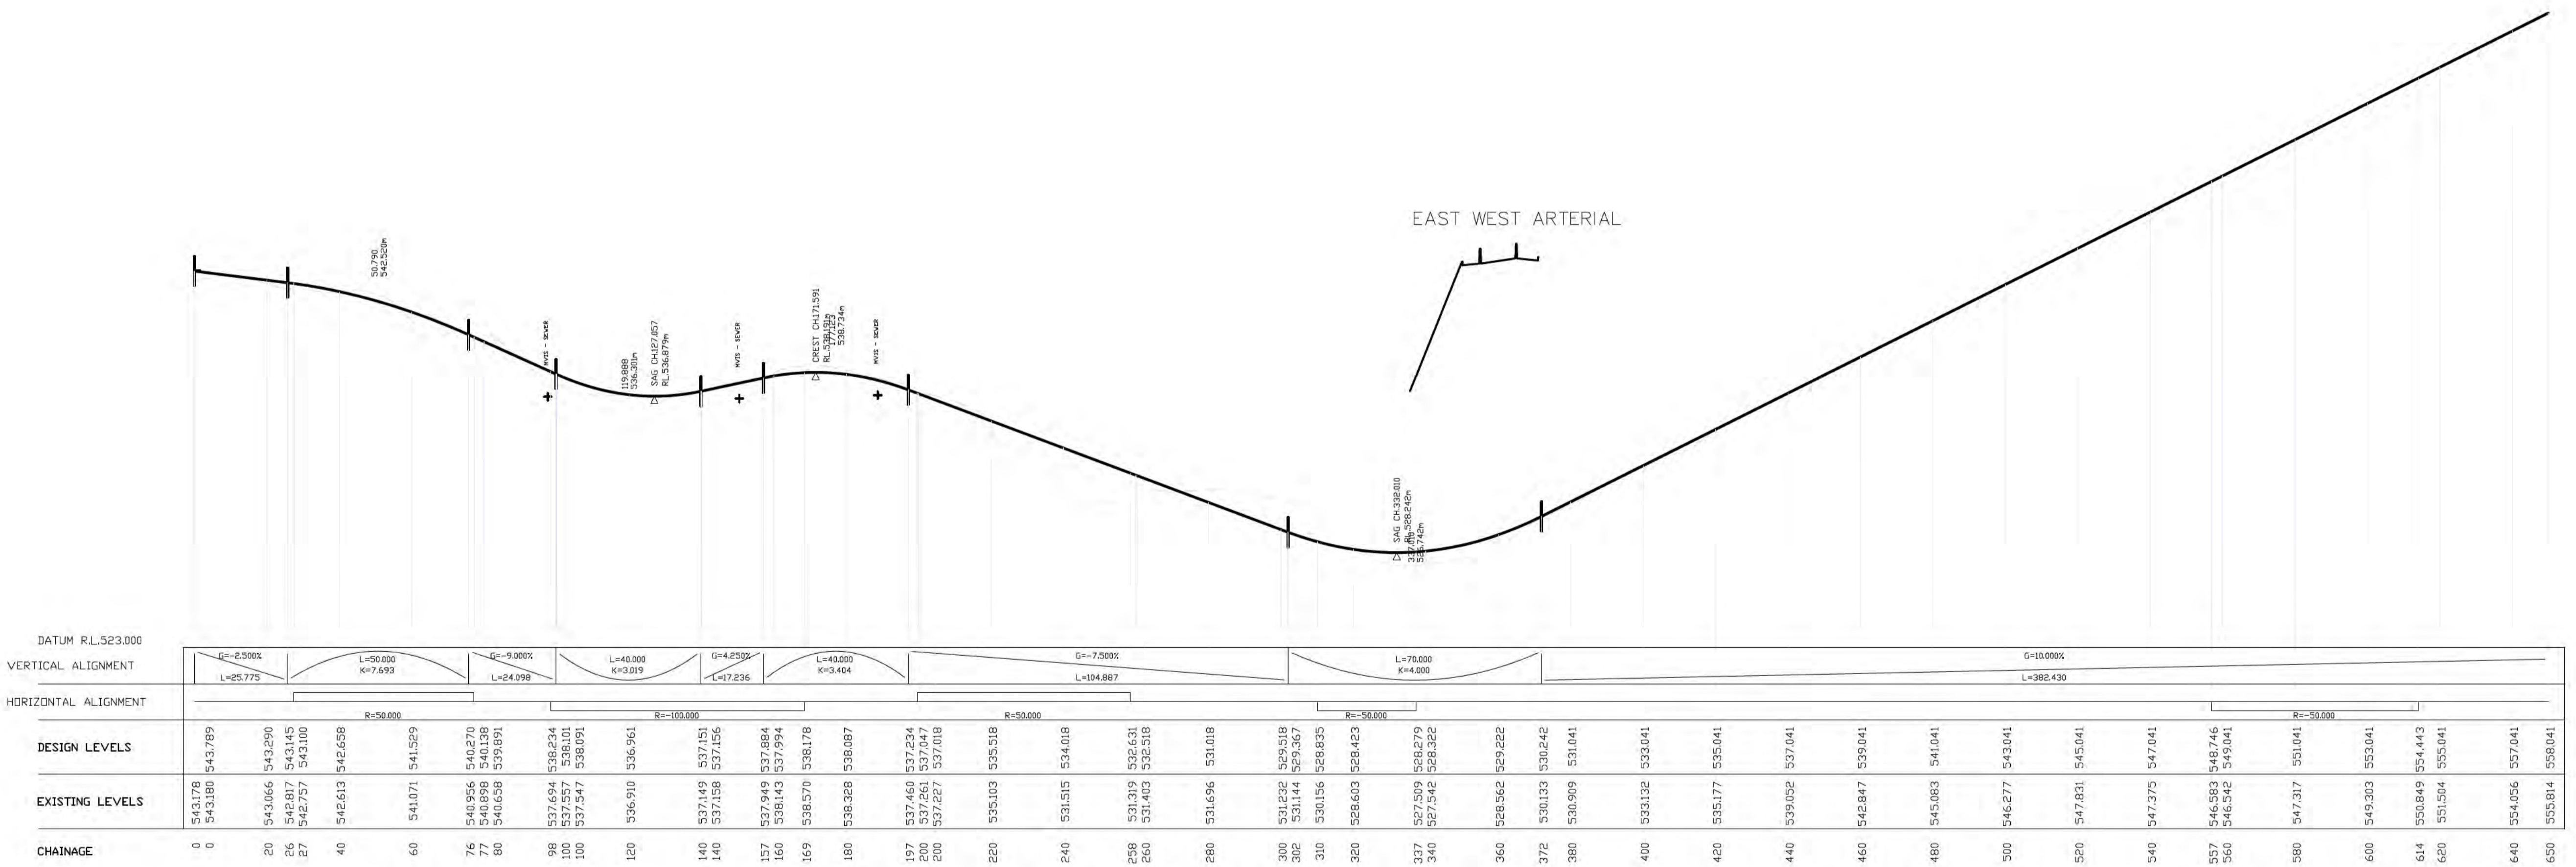 EAST WEST ARTERIAL
50.790
542.520m
MVIS - SEWER
119.888
536.301m
SAG CH.127.057
RL.536.879m
MVIS - SEWER
CREST CH.171.591
RL.538.191m
177.123
538.734m
MVIS - SEWER
SAG CH.332.010
RL.528.242m
526.742m
DATUM R.L.523.000
VERTICAL ALIGNMENT
G=-2.500% L=50.000 G=-9.000% L=40.000 G=4.250% L=40.000 G=-7.500% L=70.000 G=10.000%
K=7.693 K=3.019 K=3.404 K=4.000
L=25.775 L=24.098 L=17.236 L=104.887 L=382.430
HORIZONTAL ALIGNMENT
R=50.000 R=-100.000 R=50.000 R=-50.000 R=-50.000
DESIGN LEVELS
543.789 543.290 543.145 543.100 542.658 541.529 540.270 540.138 539.891 538.234 538.101 538.091 536.961 537.151 537.156 537.884 537.994 538.178 538.087 537.234 537.047 537.018 535.518 534.018 532.631 532.518 531.018 529.518 529.367 528.835 528.423 528.279 528.322 529.222 530.242 531.041 533.041 535.041 537.041 539.041 541.041 543.041 545.041 547.041 548.746 549.041 551.041 553.041 554.443 555.041 557.041 558.041
EXISTING LEVELS
543.178 543.180 543.066 542.817 542.757 542.613 541.071 540.956 540.898 540.658 537.694 537.557 537.547 536.910 537.149 537.158 537.949 538.143 538.570 538.328 537.460 537.261 537.227 535.103 531.515 531.319 531.403 531.696 531.232 531.144 530.156 528.603 527.509 527.542 528.562 530.133 530.909 533.132 535.177 539.052 542.847 545.083 546.277 547.831 547.375 546.583 546.542 547.317 549.303 550.849 551.504 554.056 555.814
CHAINAGE
0 0 20 26 27 40 60 76 77 80 98 100 100 120 140 140 157 160 169 180 197 200 200 220 240 258 260 280 300 302 310 320 337 340 360 372 380 400 420 440 460 480 500 520 540 557 560 580 600 614 620 640 650